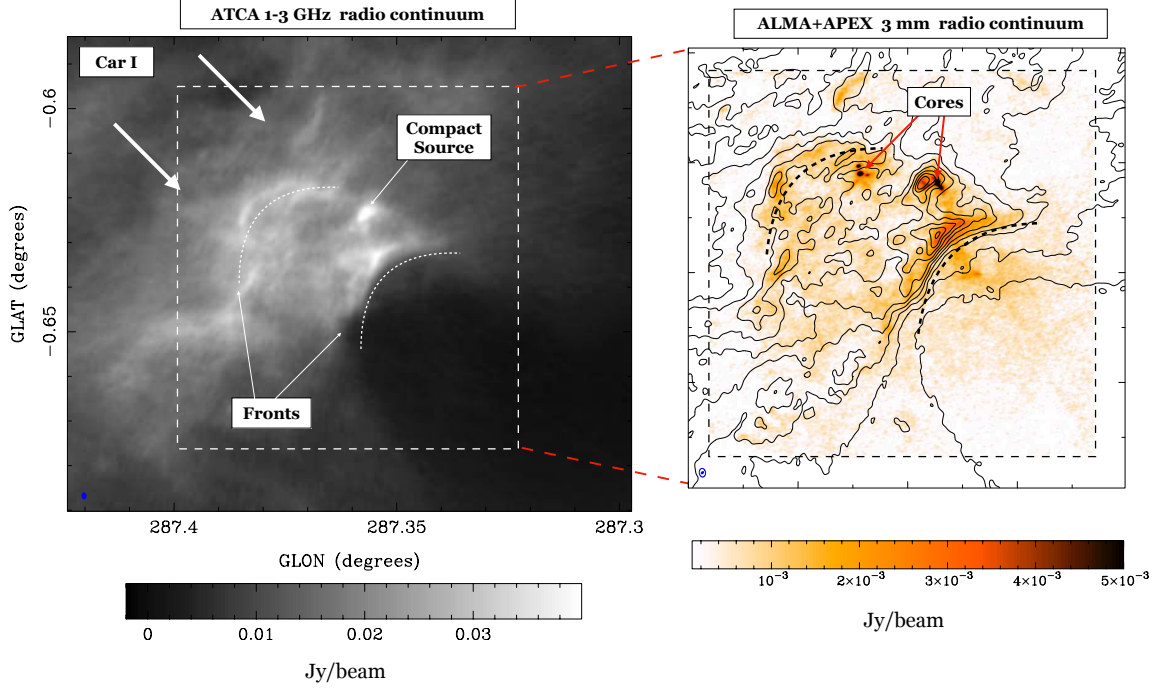 ATCA 1-3 GHz radio continuum
Car I
Compact
Source
Fronts
−0.6
−0.65
GLAT (degrees)
287.4
287.35
287.3
GLON (degrees)
0
0.01
0.02
0.03
Jy/beam
ALMA+APEX 3 mm radio continuum
Cores
10⁻³
2×10⁻³
3×10⁻³
4×10⁻³
5×10⁻³
Jy/beam